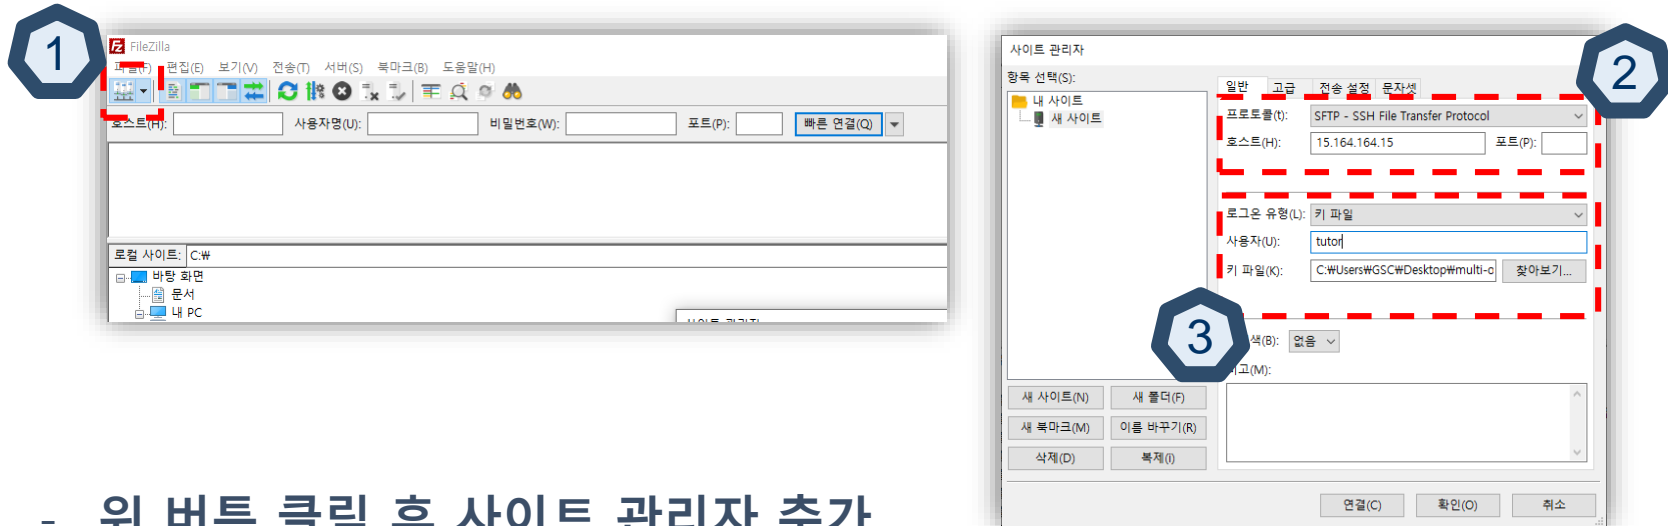 1
FileZilla
파일(F) 편집(E) 보기(V) 전송(T) 서버(S) 북마크(B) 도움말(H)
호스트(H): 사용자명(U): 비밀번호(W): 포트(P): 빠른 연결(Q)
로컬 사이트: C:₩
바탕 화면
문서
내 PC
사이트 관리자
- 위 버튼 클릭 후 사이트 관리자 추가
사이트 관리자
2
항목 선택(S):
내 사이트
새 사이트
일반 고급 전송 설정 문자셋
프로토콜(t): SFTP - SSH File Transfer Protocol
호스트(H): 15.164.164.15 포트(P):
로그온 유형(L): 키 파일
사용자(U): tutor
키 파일(K): C:₩Users₩GSC₩Desktop₩multi-o 찾아보기...
3
색(B): 없음
(M):
새 사이트(N) 새 폴더(F)
새 북마크(M) 이름 바꾸기(R)
삭제(D) 복제(i)
연결(C) 확인(O) 취소